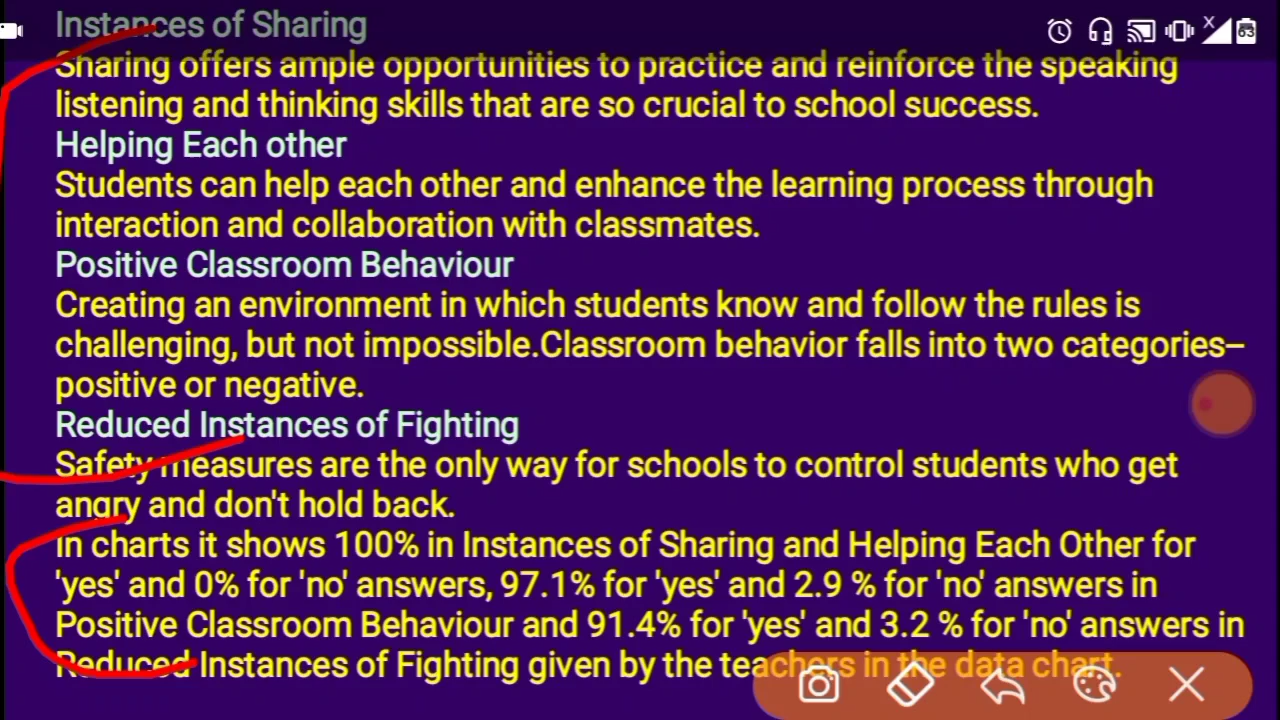 Instances of Sharing
Sharing offers ample opportunities to practice and reinforce the speaking
listening and thinking skills that are so crucial to school success.
Helping Each other
Students can help each other and enhance the learning process through
interaction and collaboration with classmates.
Positive Classroom Behaviour
Creating an environment in which students know and follow the rules is
challenging, but not impossible.Classroom behavior falls into two categories–
positive or negative.
Reduced Instances of Fighting
Safety measures are the only way for schools to control students who get
angry and don't hold back.
In charts it shows 100% in Instances of Sharing and Helping Each Other for
'yes' and 0% for 'no' answers, 97.1% for 'yes' and 2.9 % for 'no' answers in
Positive Classroom Behaviour and 91.4% for 'yes' and 3.2 % for 'no' answers in
Reduced Instances of Fighting given by the teachers in the data chart.
63